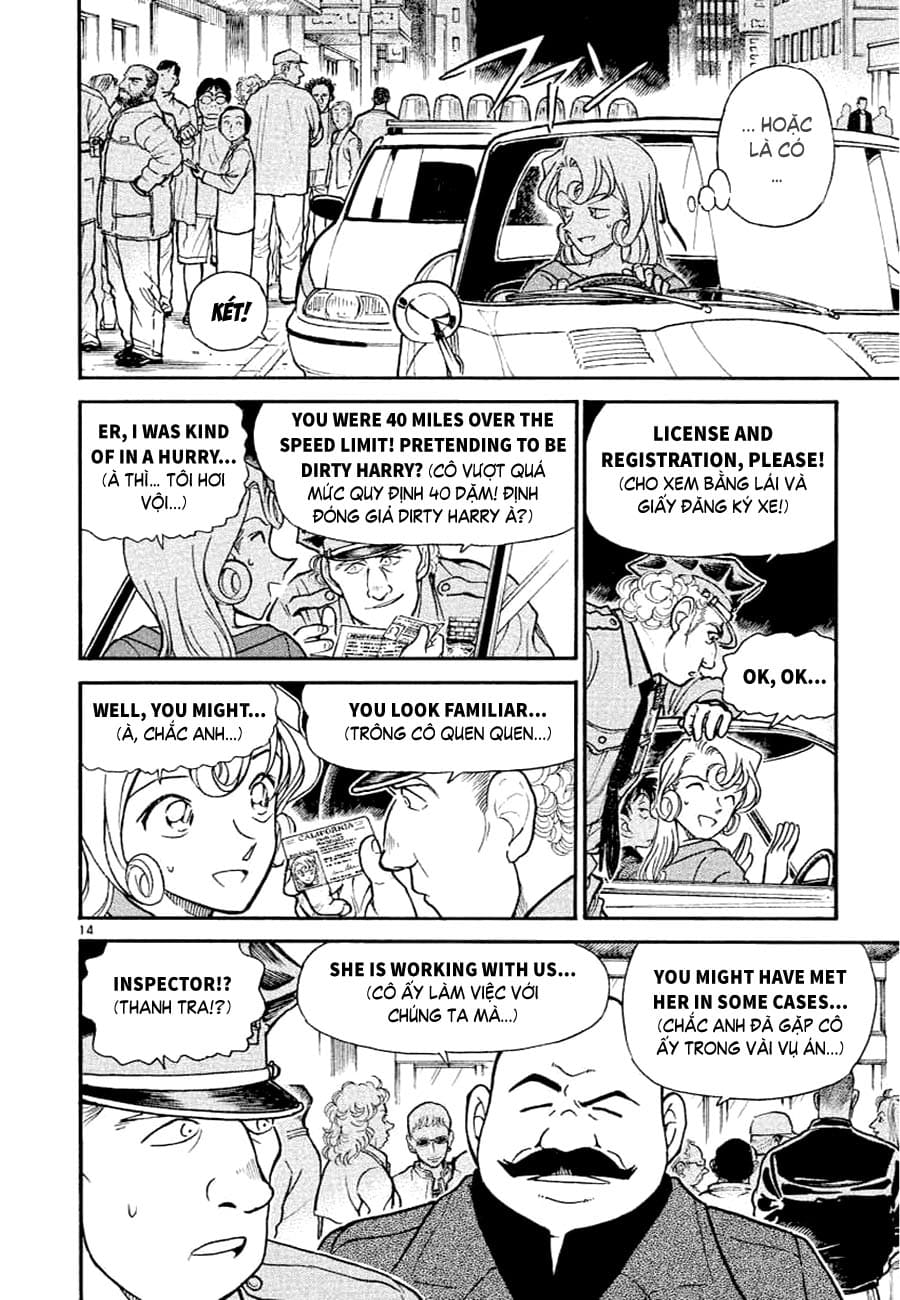 ... HOẶC
LÀ CÓ
...
KÉT!
ER, I WAS KIND
OF IN A HURRY...
(À THÌ... TÔI HƠI
VỘI...)
YOU WERE 40 MILES OVER THE
SPEED LIMIT! PRETENDING TO BE
DIRTY HARRY? (CÔ VƯỢT QUÁ
MỨC QUY ĐỊNH 40 DẶM! ĐỊNH
ĐÓNG GIẢ DIRTY HARRY À?)
LICENSE AND
REGISTRATION, PLEASE!
(CHO XEM BẰNG LÁI VÀ
GIẤY ĐĂNG KÝ XE!)
OK, OK...
WELL, YOU MIGHT...
(À, CHẮC ANH...)
YOU LOOK FAMILIAR...
(TRÔNG CÔ QUEN QUEN...)
CALIFORNIA
14
INSPECTOR!?
(THANH TRA!?)
SHE IS WORKING WITH US...
(CÔ ẤY LÀM VIỆC VỚI
CHÚNG TA MÀ...)
YOU MIGHT HAVE MET
HER IN SOME CASES...
(CHẮC ANH ĐÃ GẶP CÔ
ẤY TRONG VÀI VỤ ÁN...)